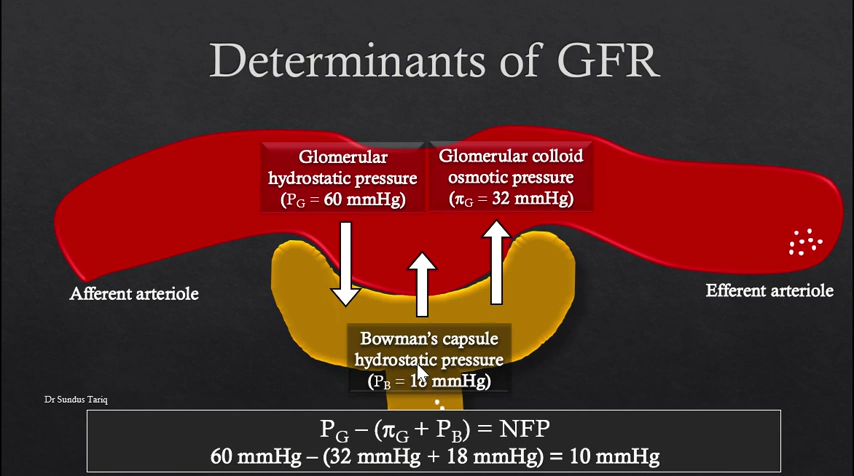 Determinants of GFR
Glomerular
hydrostatic pressure
(P_G = 60 mmHg)
Glomerular colloid
osmotic pressure
(π_G = 32 mmHg)
Afferent arteriole
Efferent arteriole
Bowman's capsule
hydrostatic pressure
(P_B = 18 mmHg)
Dr Sundus Tariq
P_G – (π_G + P_B) = NFP
60 mmHg – (32 mmHg + 18 mmHg) = 10 mmHg